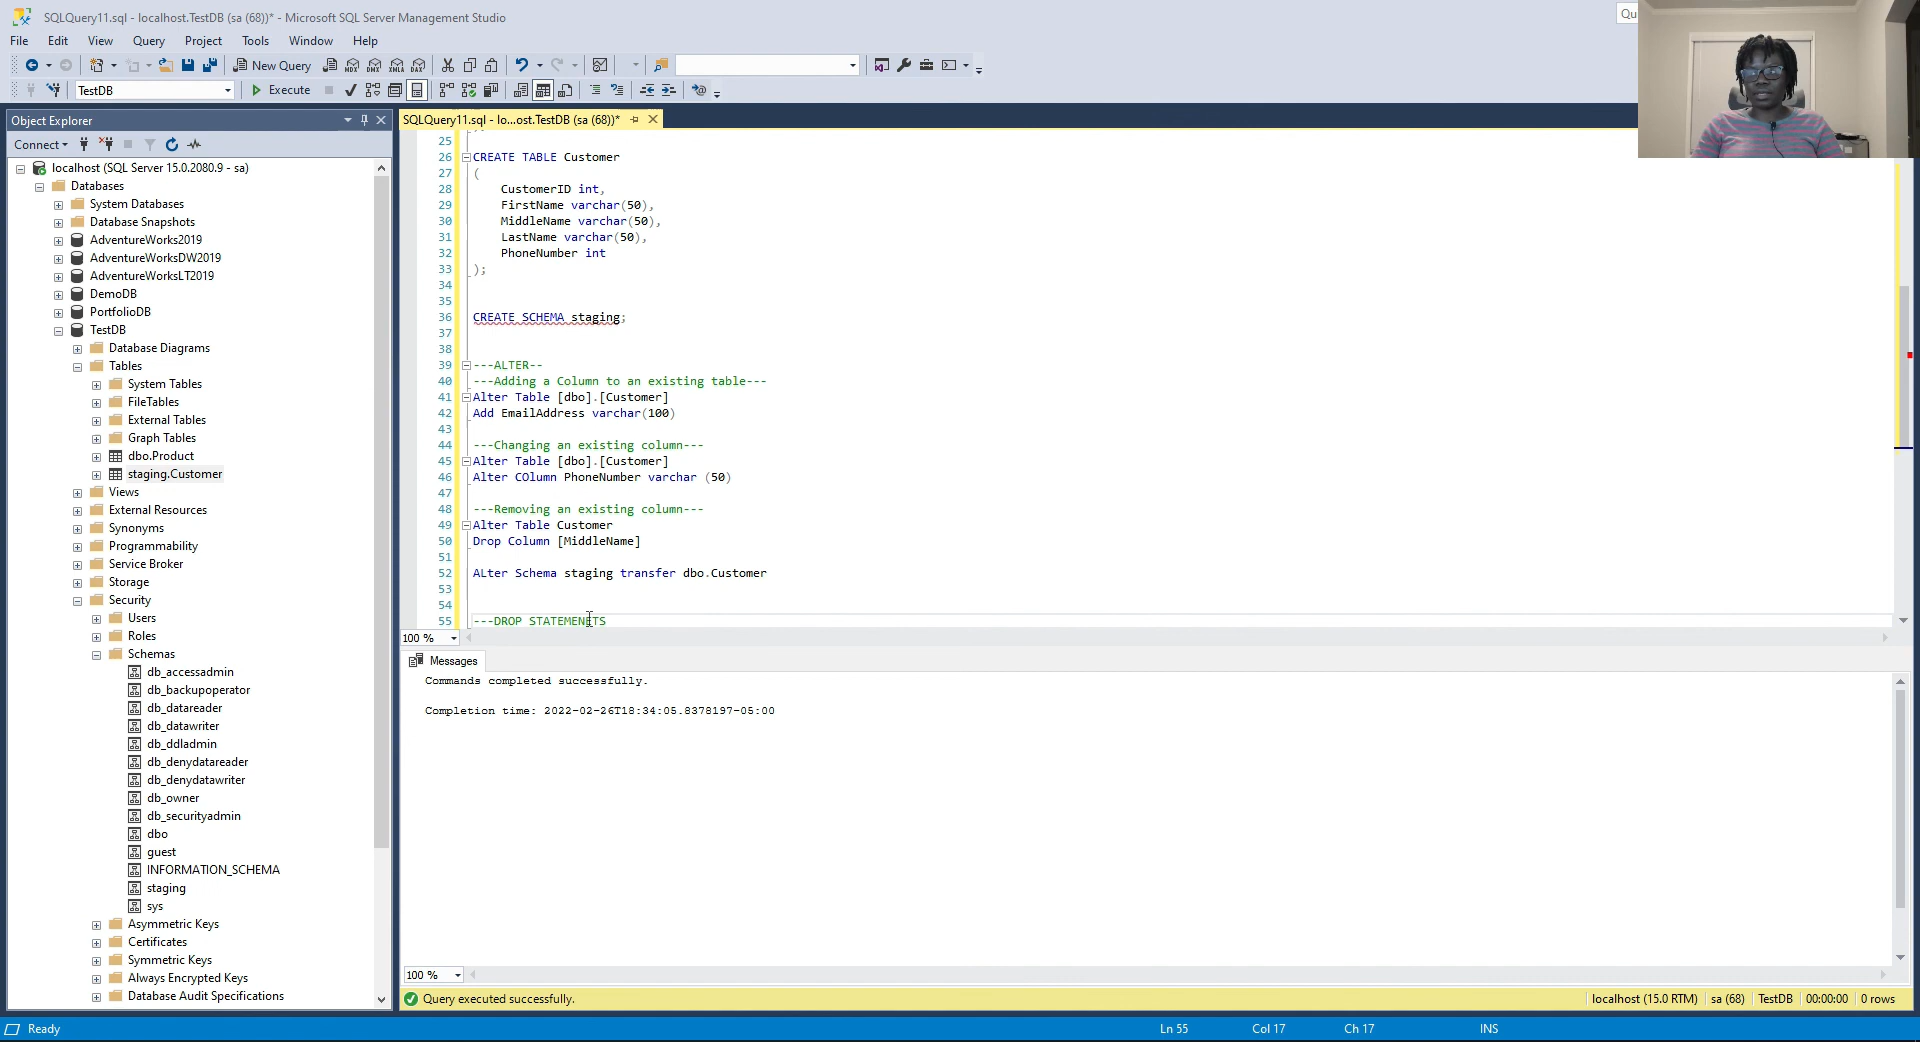 SQLQuery11.sql - localhost.TestDB (sa (68))* - Microsoft SQL Server Management Studio
Qu
File Edit View Query Project Tools Window Help
New Query MDX DMX XMLA DAX
TestDB Execute
Object Explorer
SQLQuery11.sql - lo...ost.TestDB (sa (68))*
Connect
localhost (SQL Server 15.0.2080.9 - sa)
Databases
System Databases
Database Snapshots
AdventureWorks2019
AdventureWorksDW2019
AdventureWorksLT2019
DemoDB
PortfolioDB
TestDB
Database Diagrams
Tables
System Tables
FileTables
External Tables
Graph Tables
dbo.Product
staging.Customer
Views
External Resources
Synonyms
Programmability
Service Broker
Storage
Security
Users
Roles
Schemas
db_accessadmin
db_backupoperator
db_datareader
db_datawriter
db_ddladmin
db_denydatareader
db_denydatawriter
db_owner
db_securityadmin
dbo
guest
INFORMATION_SCHEMA
staging
sys
Asymmetric Keys
Certificates
Symmetric Keys
Always Encrypted Keys
Database Audit Specifications
25
26 CREATE TABLE Customer
27 (
28 CustomerID int,
29 FirstName varchar(50),
30 MiddleName varchar(50),
31 LastName varchar(50),
32 PhoneNumber int
33 );
34
35
36 CREATE SCHEMA staging;
37
38
39 ---ALTER--
40 ---Adding a Column to an existing table---
41 Alter Table [dbo].[Customer]
42 Add EmailAddress varchar(100)
43
44 ---Changing an existing column---
45 Alter Table [dbo].[Customer]
46 Alter COlumn PhoneNumber varchar (50)
47
48 ---Removing an existing column---
49 Alter Table Customer
50 Drop Column [MiddleName]
51
52 ALter Schema staging transfer dbo.Customer
53
54
55 ---DROP STATEMENETS
100 %
Messages
Commands completed successfully.
Completion time: 2022-02-26T18:34:05.8378197-05:00
100 %
Query executed successfully. localhost (15.0 RTM) sa (68) TestDB 00:00:00 0 rows
Ready Ln 55 Col 17 Ch 17 INS